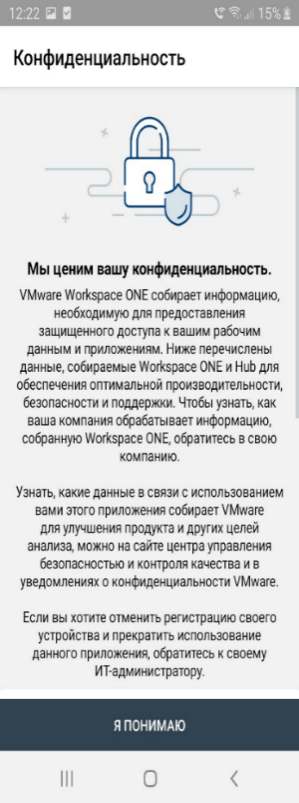 12:22
15%
Конфиденциальность
Мы ценим вашу конфиденциальность.
VMware Workspace ONE собирает информацию,
необходимую для предоставления
защищенного доступа к вашим рабочим
данным и приложениям. Ниже перечислены
данные, собираемые Workspace ONE и Hub для
обеспечения оптимальной производительности,
безопасности и поддержки. Чтобы узнать, как
ваша компания обрабатывает информацию,
собранную Workspace ONE, обратитесь в свою
компанию.
Узнать, какие данные в связи с использованием
вами этого приложения собирает VMware
для улучшения продукта и других целей
анализа, можно на сайте центра управления
безопасностью и контроля качества и в
уведомлениях о конфиденциальности VMware.
Если вы хотите отменить регистрацию своего
устройства и прекратить использование
данного приложения, обратитесь к своему
ИТ-администратору.
Я ПОНИМАЮ